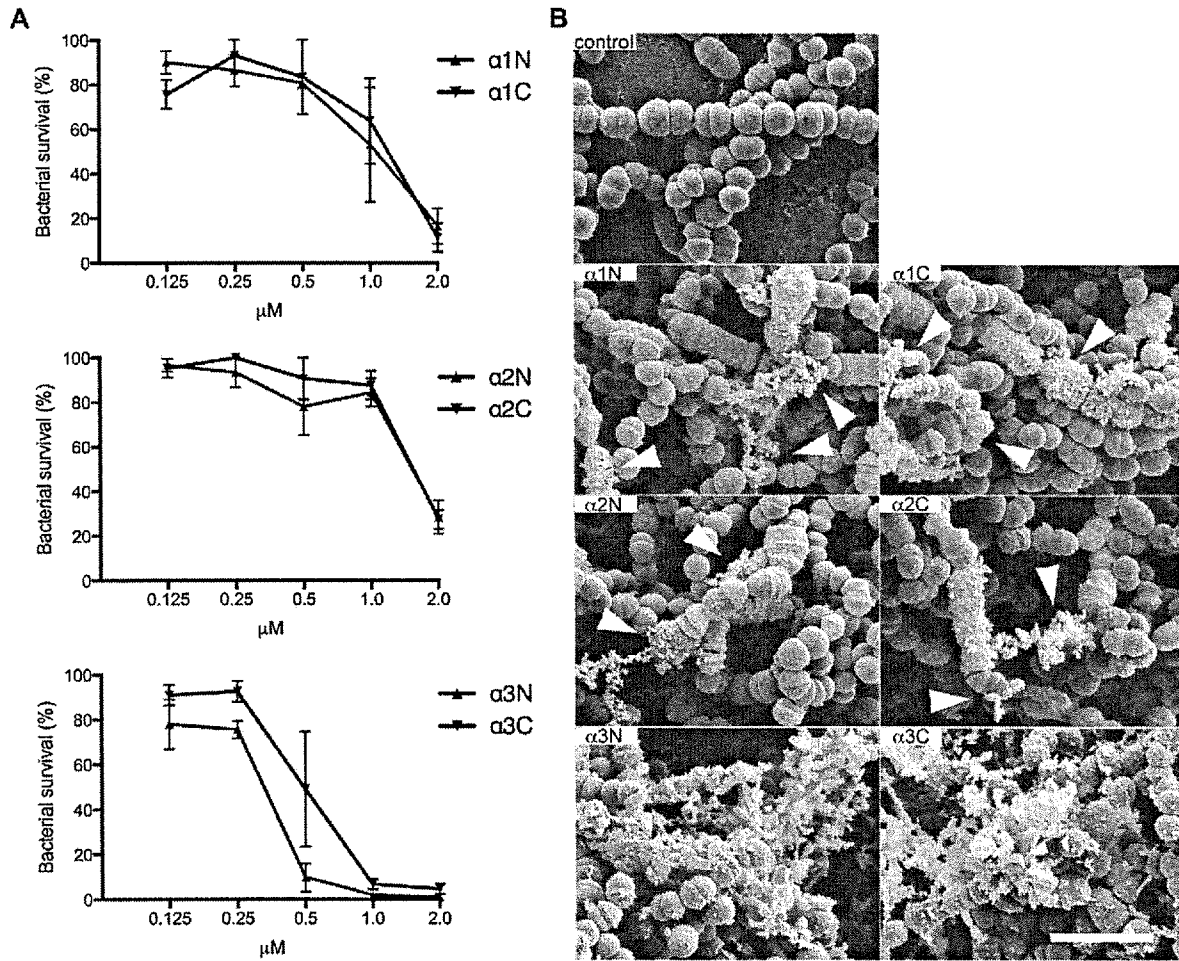 A
B
100
80
60
40
20
0
Bacterial survival (%)
0.125 0.25 0.5 1.0 2.0
μM
α1N
α1C
100
80
60
40
20
0
Bacterial survival (%)
0.125 0.25 0.5 1.0 2.0
μM
α2N
α2C
100
80
60
40
20
0
Bacterial survival (%)
0.125 0.25 0.5 1.0 2.0
μM
α3N
α3C
control
α1N
α1C
α2N
α2C
α3N
α3C